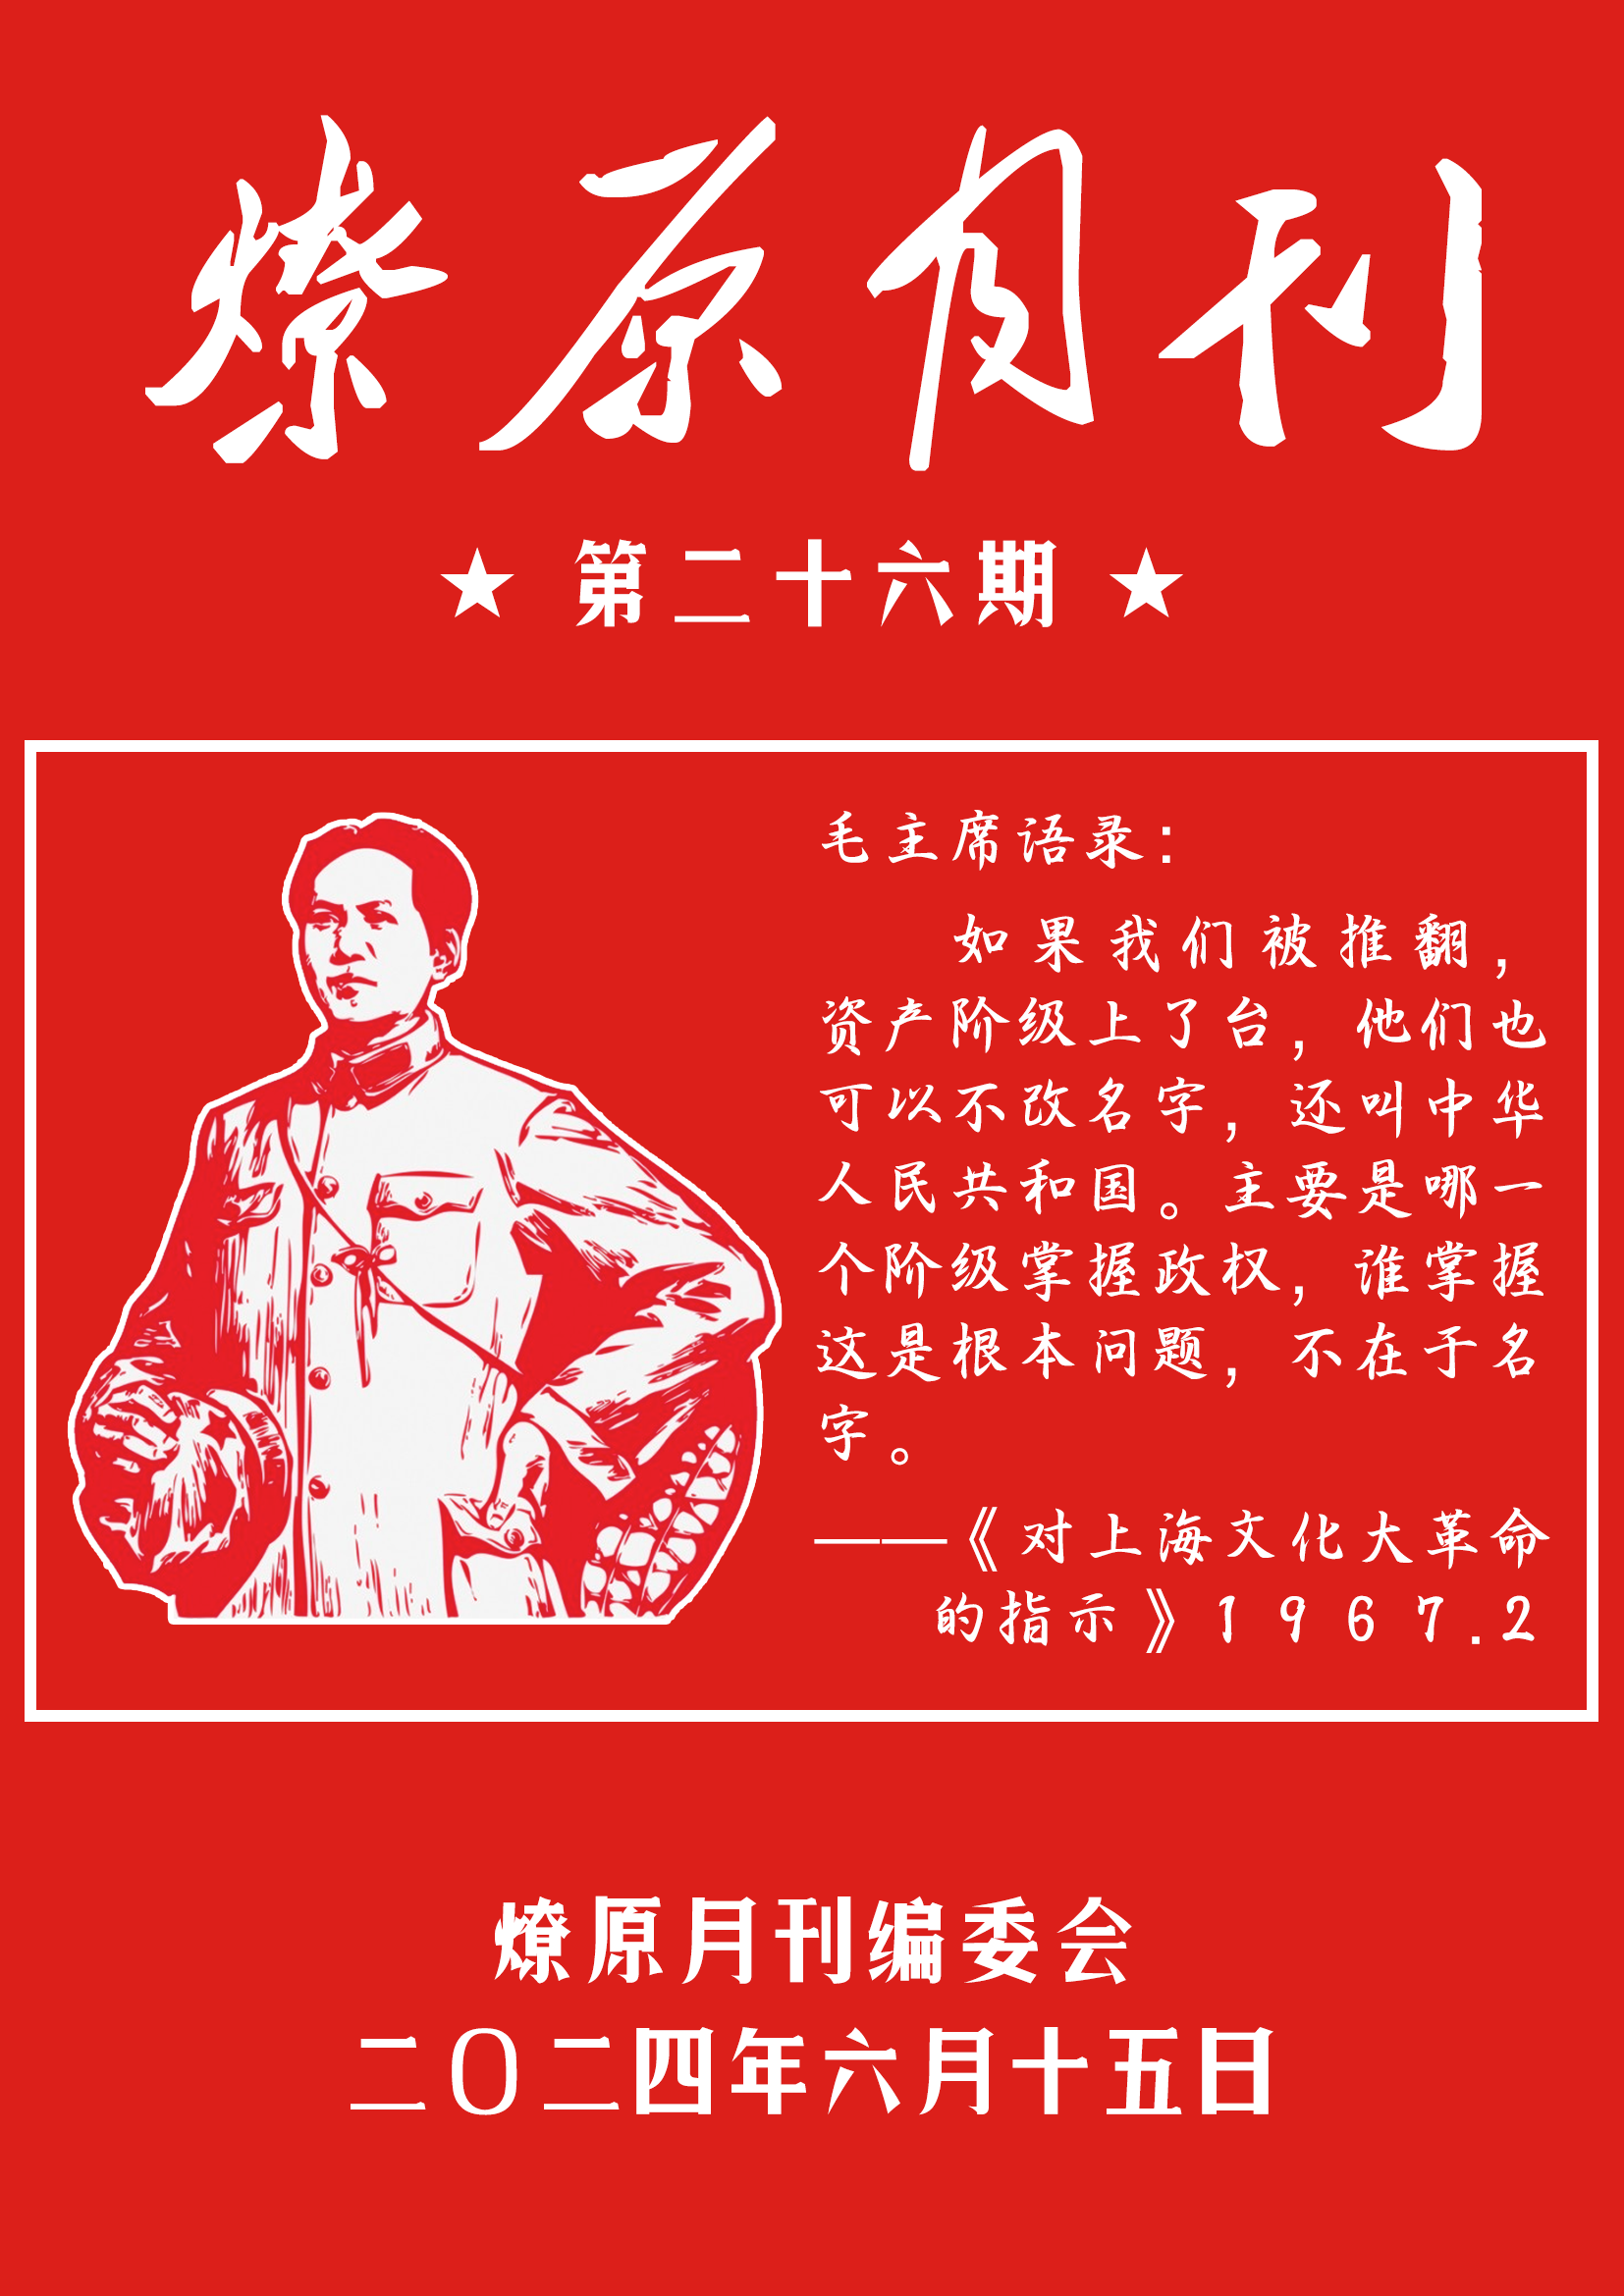 燎原月刊
★ 第二十六期 ★
毛主席语录:
如果我们被推翻,
资产阶级上了台,他们也
可以不改名字,还叫中华
人民共和国。主要是哪一
个阶级掌握政权,谁掌握
这是根本问题,不在于名
字。
——《对上海文化大革命
的指示》1967.2
燎原月刊编委会
二〇二四年六月十五日